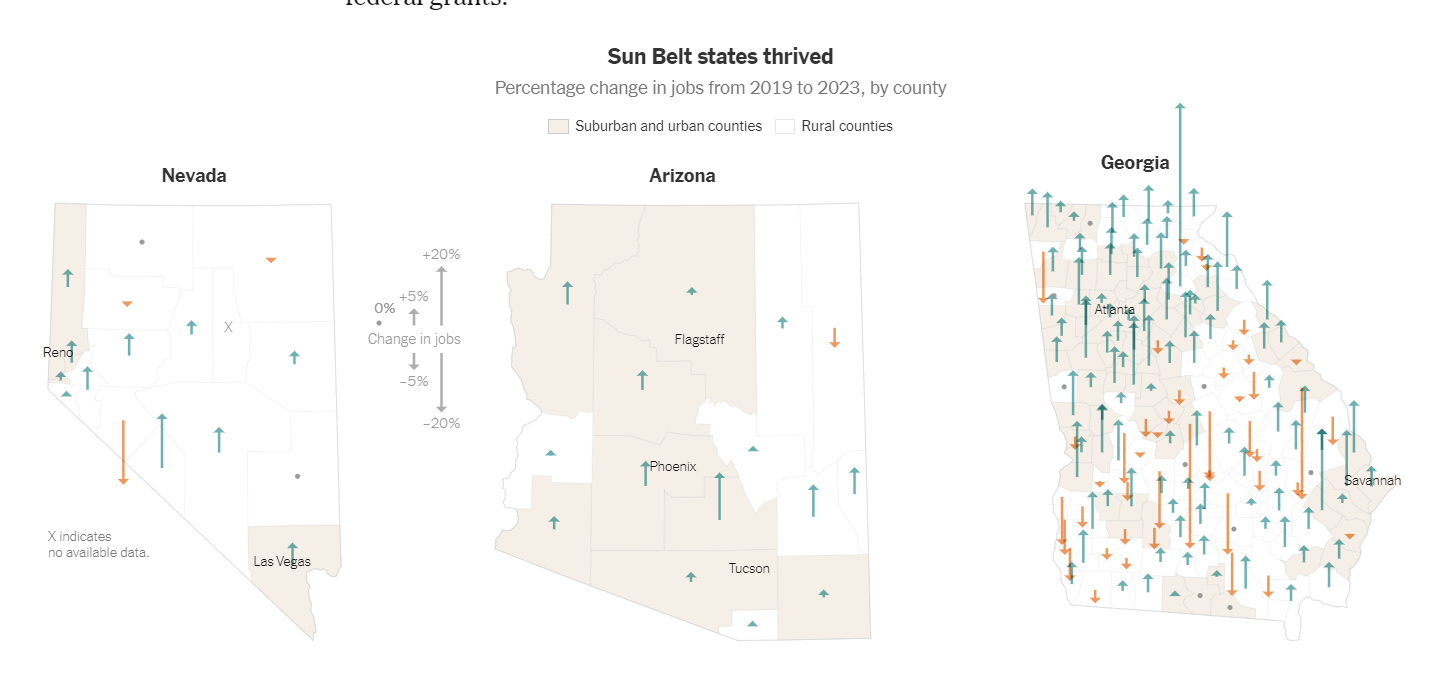 federal grants.
Sun Belt states thrived
Percentage change in jobs from 2019 to 2023, by county
Suburban and urban counties
Rural counties
Nevada
Arizona
Georgia
+20%
+5%
0%
Change in jobs
–5%
–20%
X
Reno
Las Vegas
X indicates
no available data.
Flagstaff
Phoenix
Tucson
Atlanta
Savannah